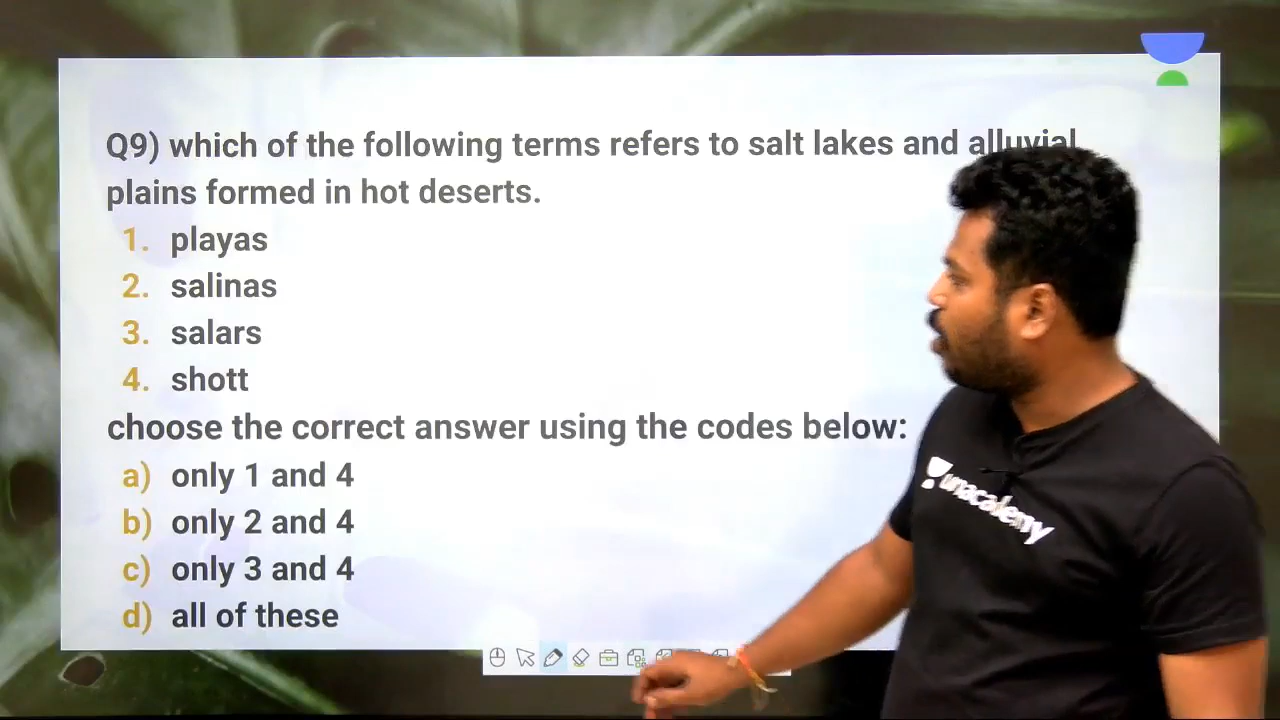 Q9) which of the following terms refers to salt lakes and alluvial
plains formed in hot deserts.
1. playas
2. salinas
3. salars
4. shott
choose the correct answer using the codes below:
a) only 1 and 4
b) only 2 and 4
c) only 3 and 4
d) all of these
unacademy